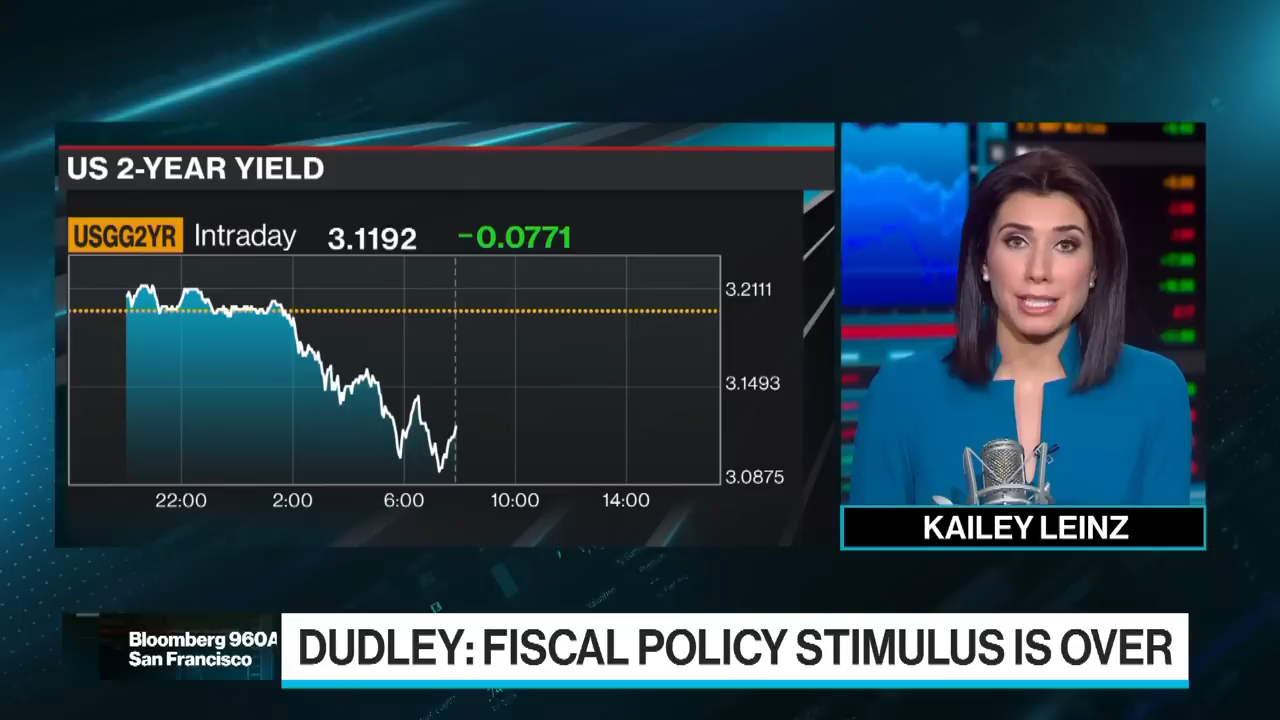 US 2-YEAR YIELD
USGG2YR Intraday 3.1192 -0.0771
3.2111
3.1493
3.0875
22:00 2:00 6:00 10:00 14:00
KAILEY LEINZ
Bloomberg 960A
San Francisco
DUDLEY: FISCAL POLICY STIMULUS IS OVER